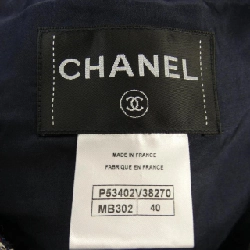 CHANEL
MADE IN FRANCE
FABRIQUE EN FRANCE
P53402V38270
MB302 40